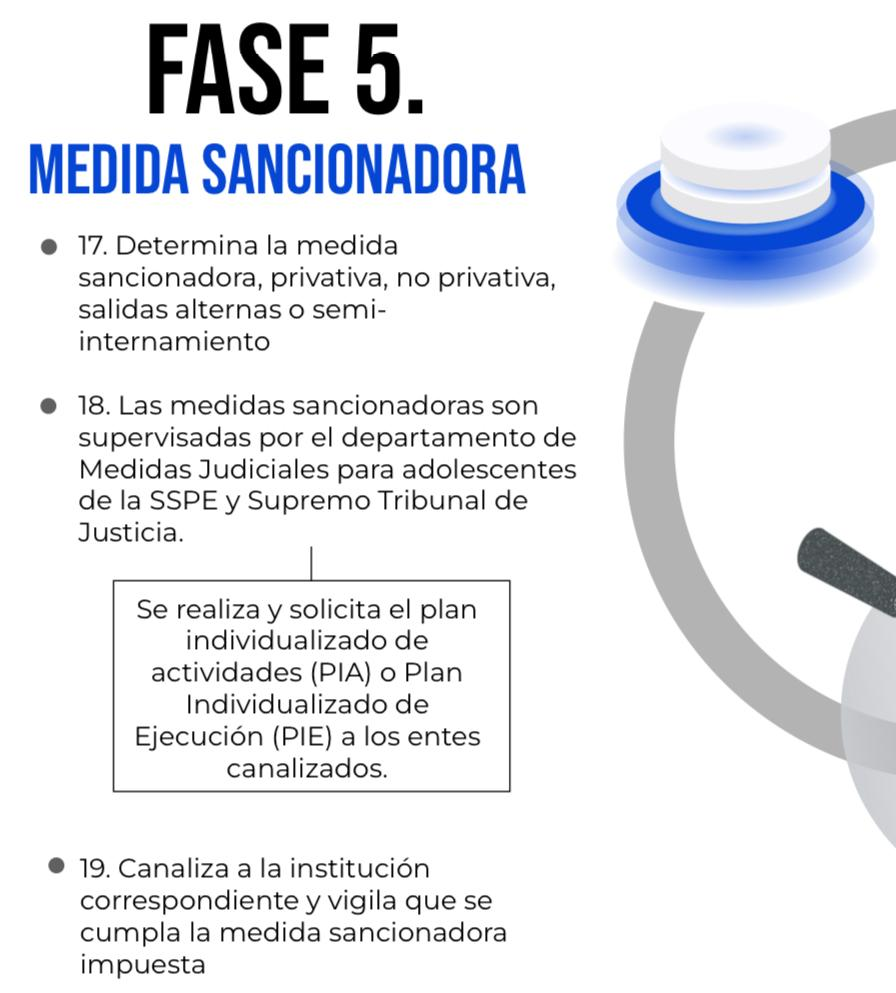 FASE 5.
MEDIDA SANCIONADORA
17. Determina la medida
sancionadora, privativa, no privativa,
salidas alternas o semi-
internamiento
18. Las medidas sancionadoras son
supervisadas por el departamento de
Medidas Judiciales para adolescentes
de la SSPE y Supremo Tribunal de
Justicia.
Se realiza y solicita el plan
individualizado de
actividades (PIA) o Plan
Individualizado de
Ejecución (PIE) a los entes
canalizados.
19. Canaliza a la institución
correspondiente y vigila que se
cumpla la medida sancionadora
impuesta